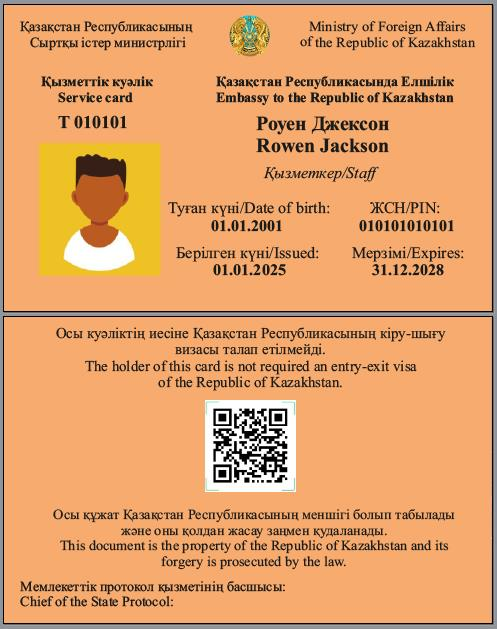 Қазақстан Республикасының
Сыртқы істер министрлігі
Ministry of Foreign Affairs
of the Republic of Kazakhstan
Қызметтік куәлік
Service card
T 010101
Қазақстан Республикасында Елшілік
Embassy to the Republic of Kazakhstan
Роуен Джексон
Rowen Jackson
Қызметкер/Staff
Туған күні/Date of birth:
01.01.2001
ЖСН/PIN:
010101010101
Берілген күні/Issued:
01.01.2025
Мерзімі/Expires:
31.12.2028
Осы куәліктің иесіне Қазақстан Республикасының кіру-шығу
визасы талап етілмейді.
The holder of this card is not required an entry-exit visa
of the Republic of Kazakhstan.
Осы құжат Қазақстан Республикасының меншігі болып табылады
және оны қолдан жасау заңмен қудаланады.
This document is the property of the Republic of Kazakhstan and its
forgery is prosecuted by the law.
Мемлекеттік протокол қызметінің басшысы:
Chief of the State Protocol: